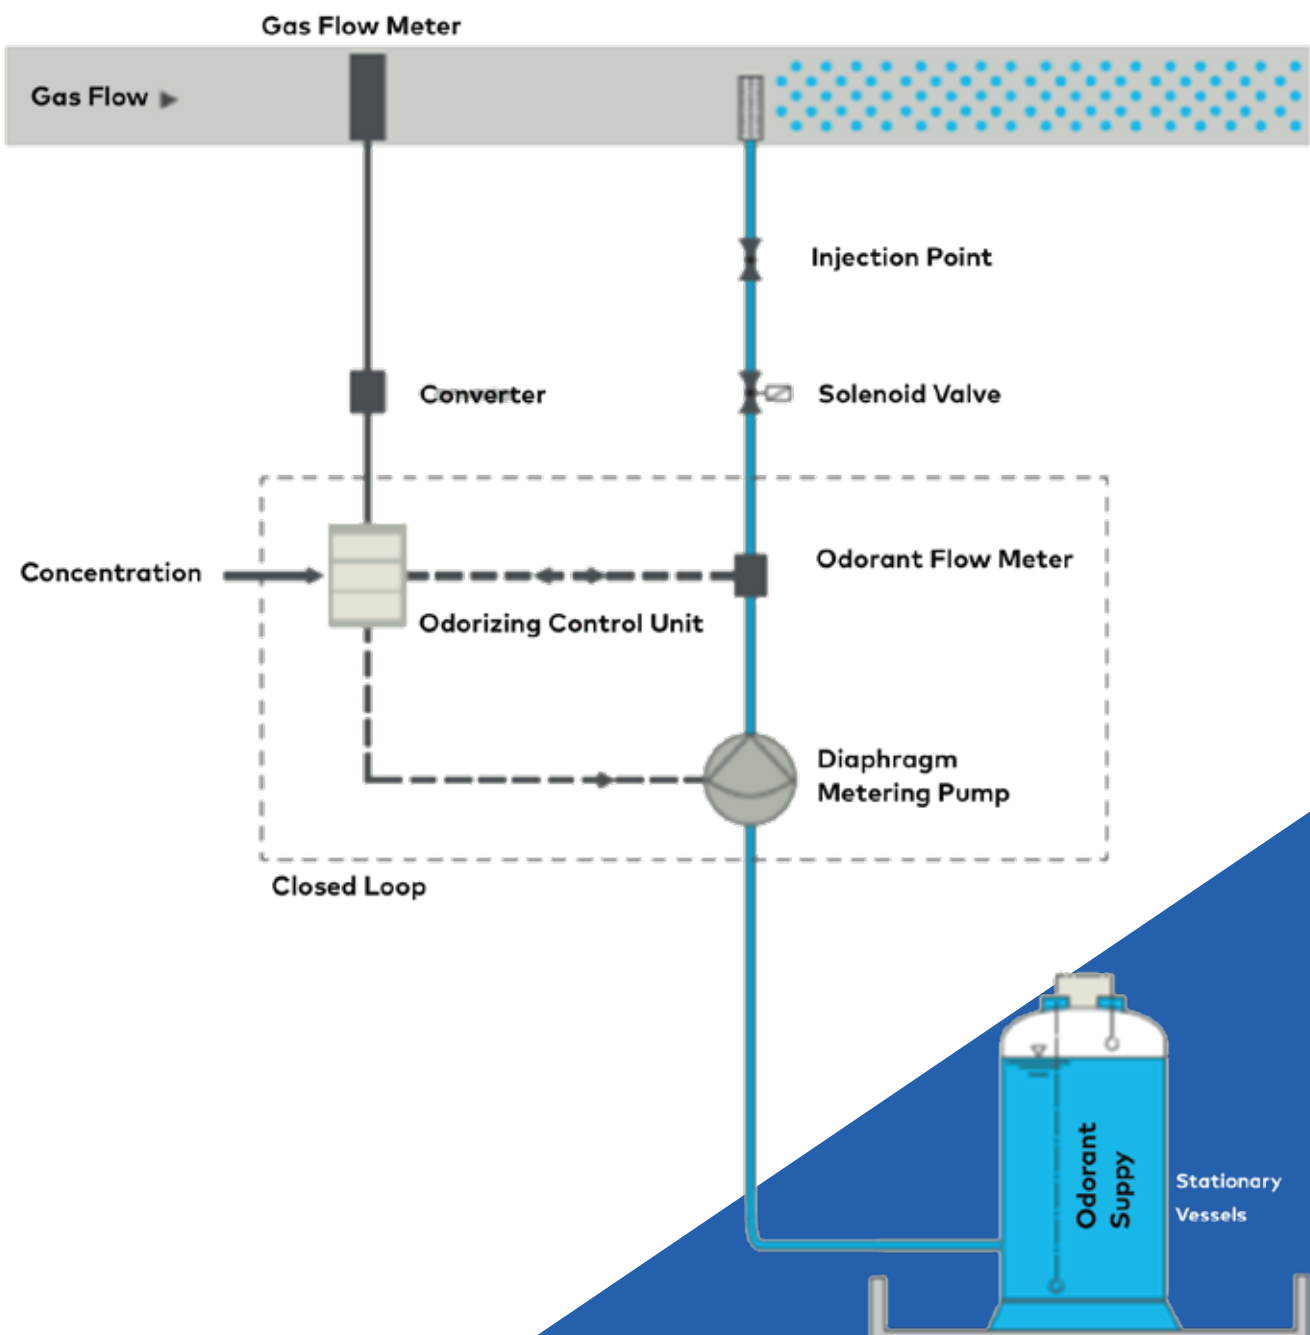 Gas Flow Meter
Gas Flow
Injection Point
Converter
Solenoid Valve
Concentration
Odorant Flow Meter
Odorizing Control Unit
Diaphragm
Metering Pump
Closed Loop
Odorant
Suppy
Stationary
Vessels